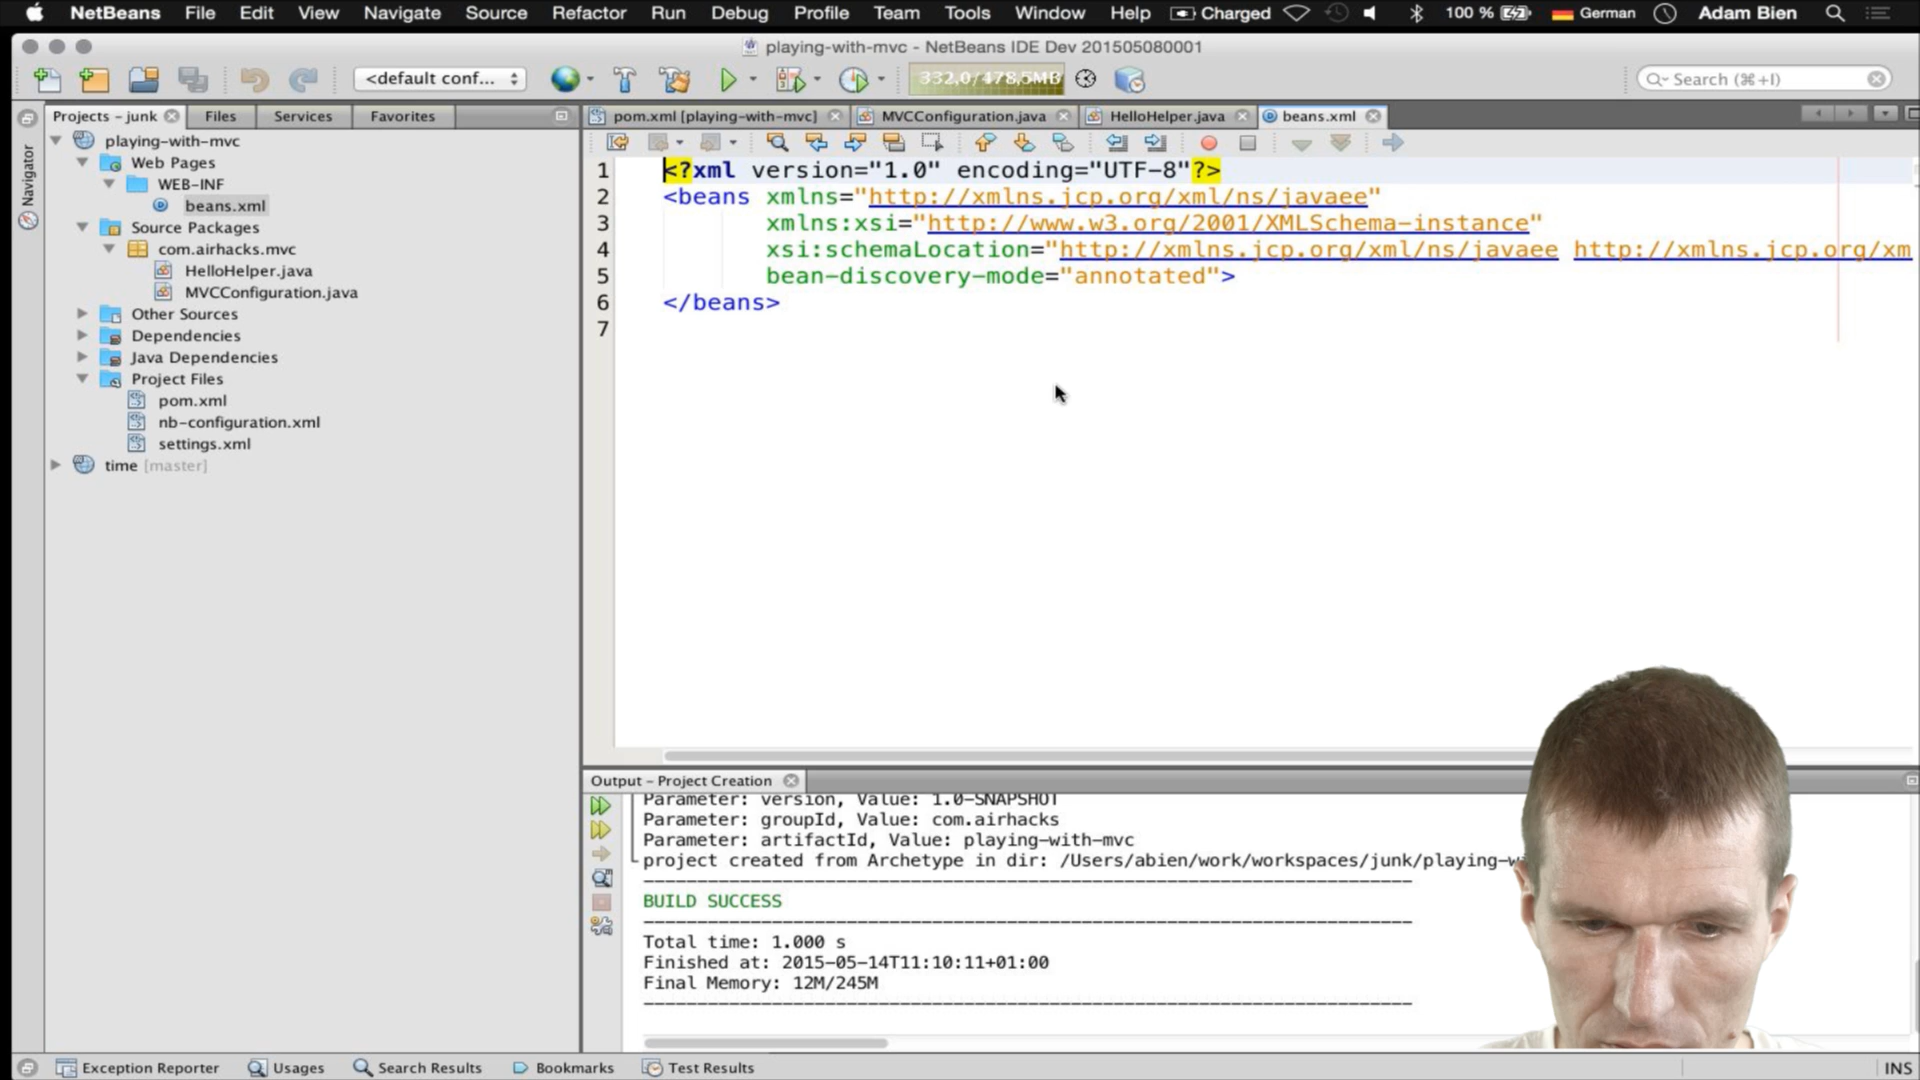 NetBeans File Edit View Navigate Source Refactor Run Debug Profile Team Tools Window Help Charged 100 % German Adam Bien
playing-with-mvc - NetBeans IDE Dev 201505080001
<default conf... 332,0/478,5MB Search (⌘+I)
Projects - junk Files Services Favorites
pom.xml [playing-with-mvc] MVCConfiguration.java HelloHelper.java beans.xml
Navigator
playing-with-mvc
Web Pages
WEB-INF
beans.xml
Source Packages
com.airhacks.mvc
HelloHelper.java
MVCConfiguration.java
Other Sources
Dependencies
Java Dependencies
Project Files
pom.xml
nb-configuration.xml
settings.xml
time [master]
1 <?xml version="1.0" encoding="UTF-8"?>
2 <beans xmlns="http://xmlns.jcp.org/xml/ns/javaee"
3 xmlns:xsi="http://www.w3.org/2001/XMLSchema-instance"
4 xsi:schemaLocation="http://xmlns.jcp.org/xml/ns/javaee http://xmlns.jcp.org/xm
5 bean-discovery-mode="annotated">
6 </beans>
7
Output - Project Creation
Parameter: version, Value: 1.0-SNAPSHOT
Parameter: groupId, Value: com.airhacks
Parameter: artifactId, Value: playing-with-mvc
project created from Archetype in dir: /Users/abien/work/workspaces/junk/playing-w
BUILD SUCCESS
Total time: 1.000 s
Finished at: 2015-05-14T11:10:11+01:00
Final Memory: 12M/245M
Exception Reporter Usages Search Results Bookmarks Test Results INS